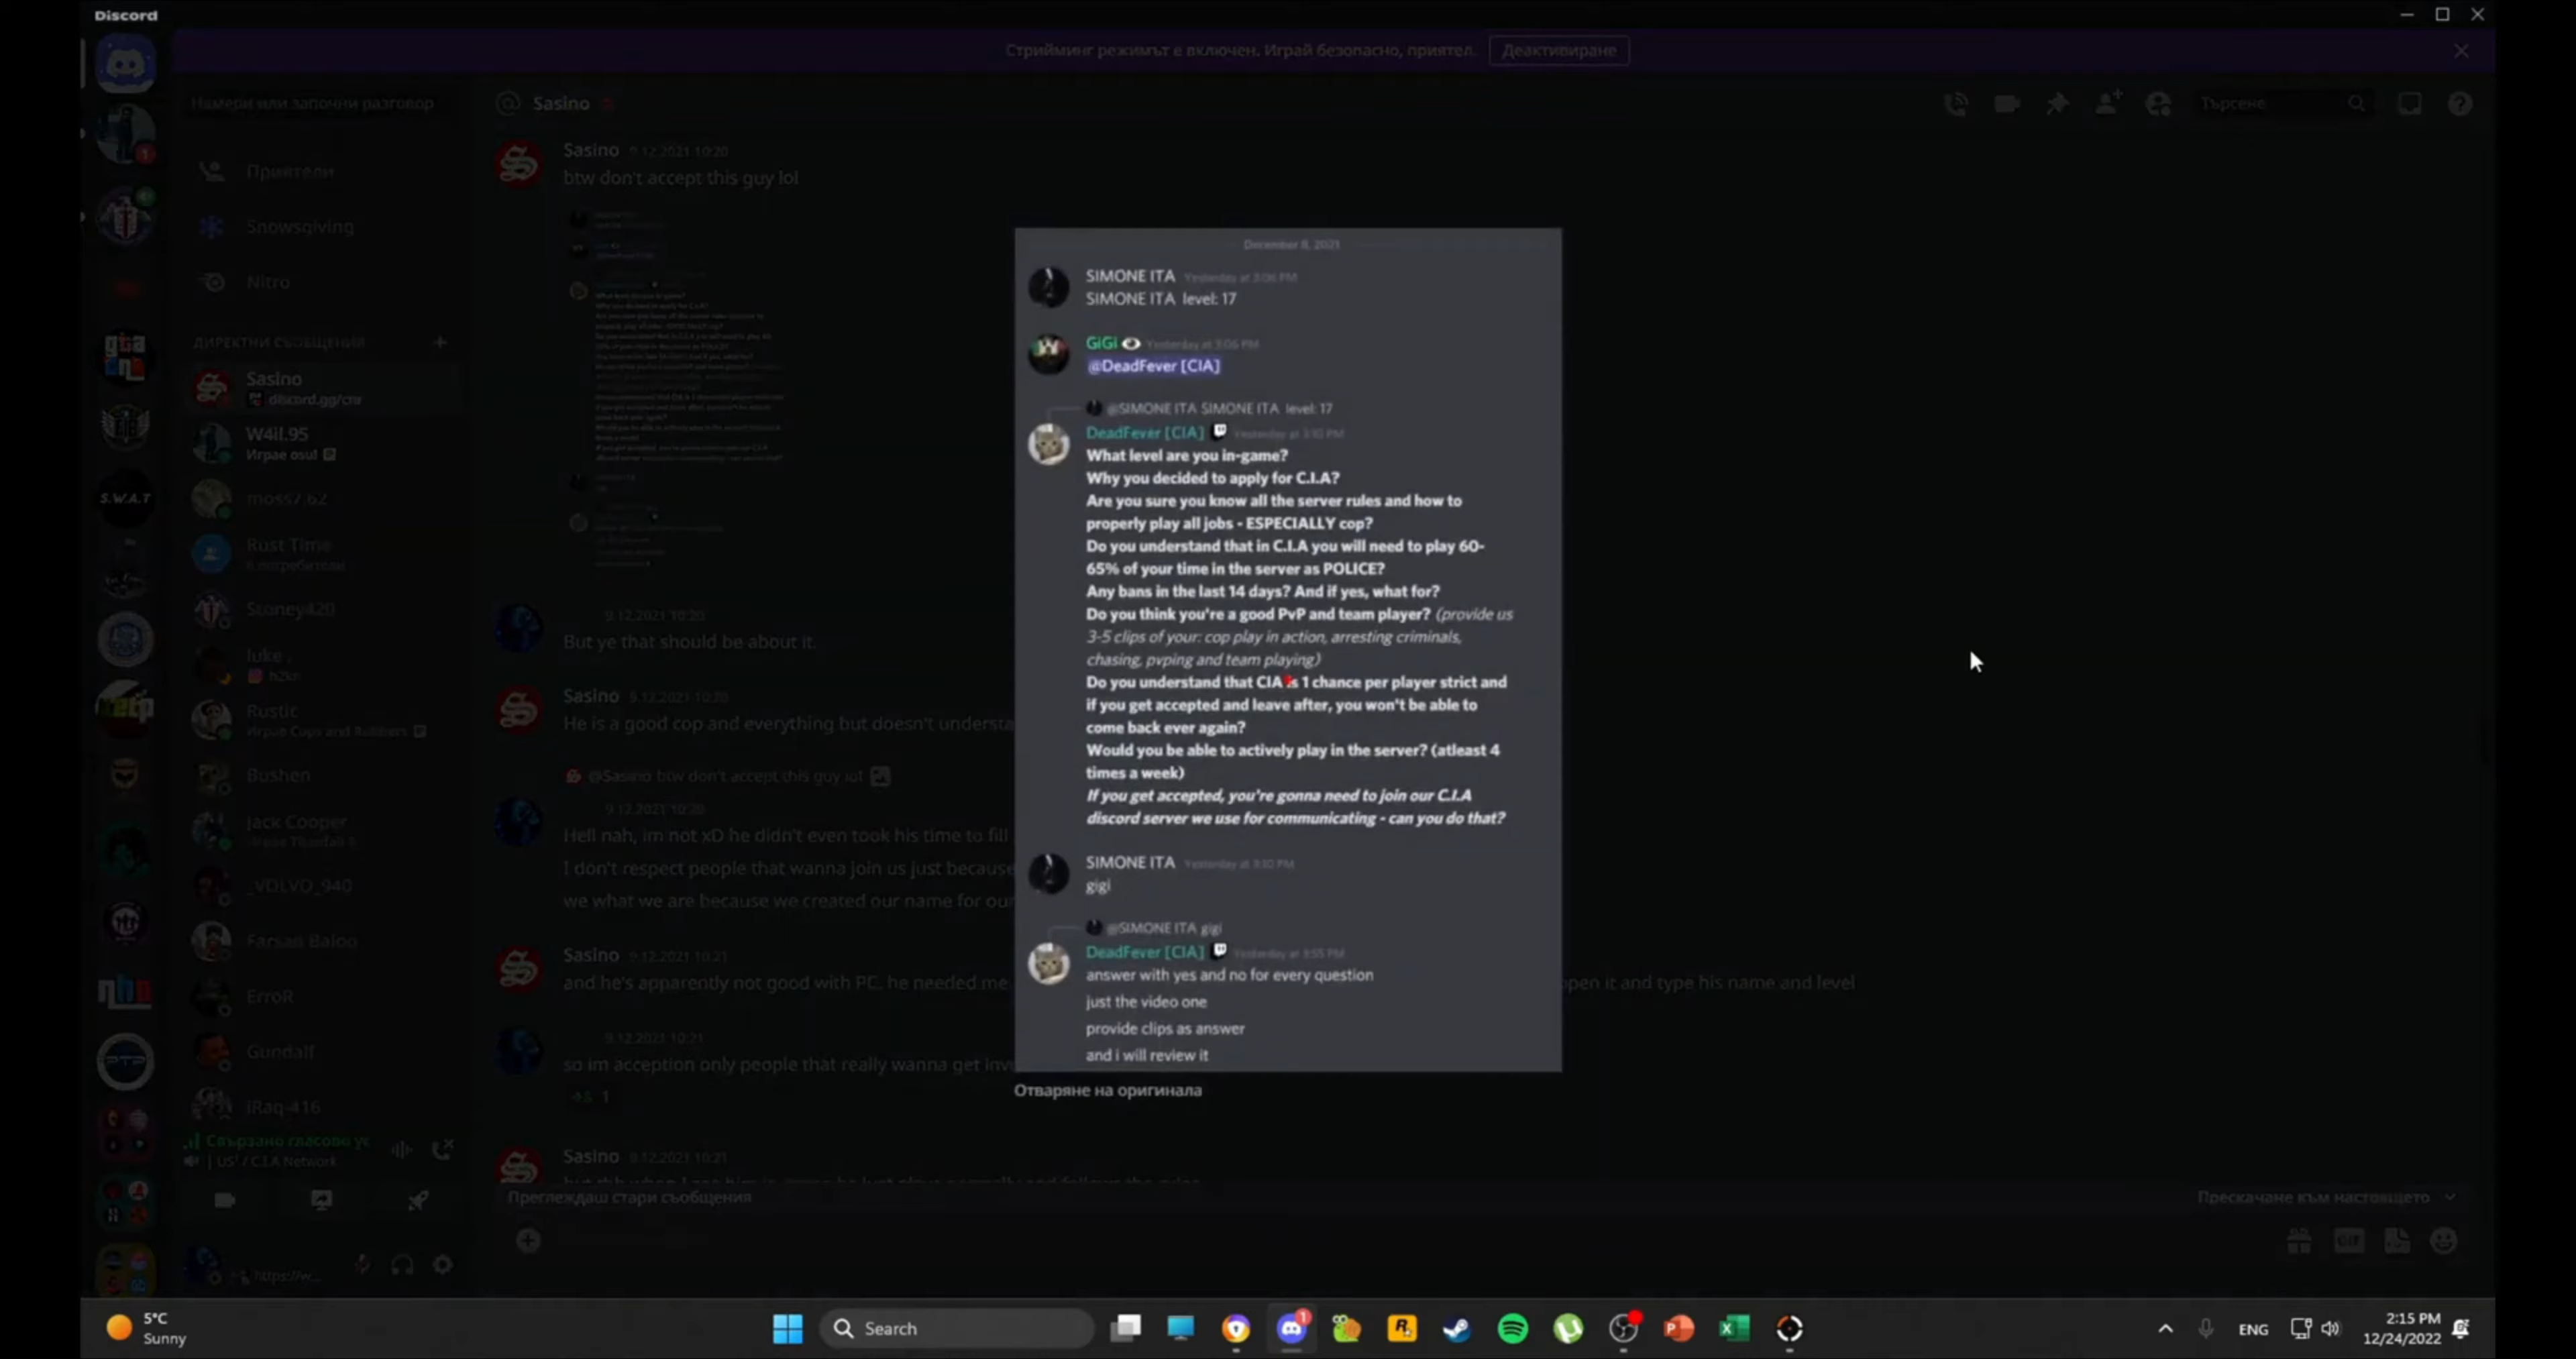 Discord
Стрийминг режимът е включен. Играй безопасно, приятел.
Деактивиране
Намери или започни разговор
Sasino
Търсене
Приятели
Snowsgiving
Nitro
ДИРЕКТНИ СЪОБЩЕНИЯ
Sasino
discord.gg/cnr
W4il.95
Играе osu!
moss7.62
Rust Time
6 потребители
Stoney420
luke ,
Rustic
Играе Cops and Robbers
Bushen
Jack Cooper
_VOLVO_940
Farsan Baloo
ErroR
Gundalf
iRaq-416
S.W.A.T
Свързано гласово ус
| US' / C.I.A Network
https://w...
Sasino 9.12.2021 10:20
btw don't accept this guy lol
9.12.2021 10:20
But ye that should be about it.
Sasino 9.12.2021 10:20
He is a good cop and everything but doesn't understa
@Sasino btw don't accept this guy lol
9.12.2021 10:20
Hell nah, im not xD he didn't even took his time to fill
I don't respect people that wanna join us just because
we what we are because we created our name for our
Sasino 9.12.2021 10:21
and he's apparently not good with PC, he needed me
open it and type his name and level
9.12.2021 10:21
so im acception only people that really wanna get inv
1
Sasino 9.12.2021 10:21
Преглеждаш стари съобщения
Прескачане към настоящето
GIF
December 8, 2021
SIMONE ITA Yesterday at 3:06 PM
SIMONE ITA level: 17
GiGi Yesterday at 3:06 PM
@DeadFever [CIA]
@SIMONE ITA SIMONE ITA level: 17
DeadFever [CIA] Yesterday at 3:10 PM
What level are you in-game?
Why you decided to apply for C.I.A?
Are you sure you know all the server rules and how to
properly play all jobs - ESPECIALLY cop?
Do you understand that in C.I.A you will need to play 60-
65% of your time in the server as POLICE?
Any bans in the last 14 days? And if yes, what for?
Do you think you're a good PvP and team player? (provide us
3-5 clips of your: cop play in action, arresting criminals,
chasing, pvping and team playing)
Do you understand that CIA is 1 chance per player strict and
if you get accepted and leave after, you won't be able to
come back ever again?
Would you be able to actively play in the server? (atleast 4
times a week)
If you get accepted, you're gonna need to join our C.I.A
discord server we use for communicating - can you do that?
SIMONE ITA Yesterday at 3:10 PM
gigi
@SIMONE ITA gigi
DeadFever [CIA] Yesterday at 3:55 PM
answer with yes and no for every question
just the video one
provide clips as answer
and i will review it
Отваряне на оригинала
5°C
Sunny
Search
ENG
2:15 PM
12/24/2022